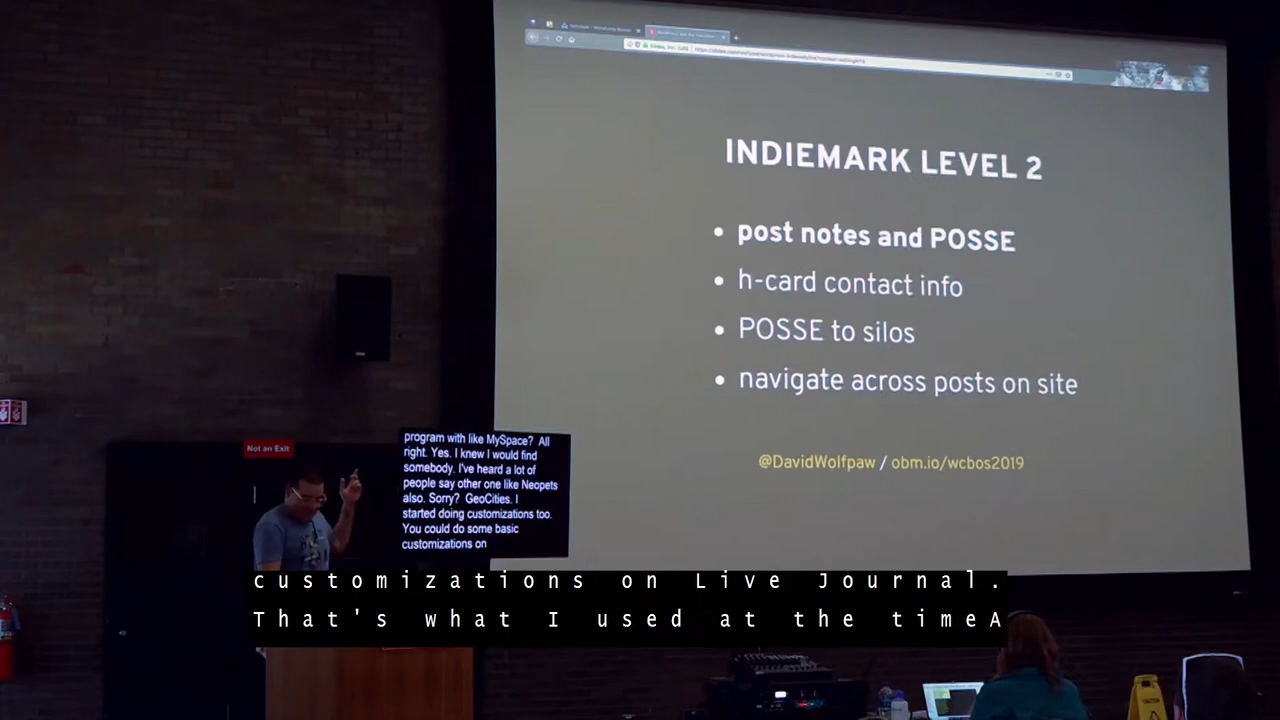 INDIEMARK LEVEL 2
• post notes and POSSE
• h-card contact info
• POSSE to silos
• navigate across posts on site
@DavidWolfpaw / obm.io/wcbos2019
Not an Exit
program with like MySpace? All
right. Yes. I knew I would find
somebody. I've heard a lot of
people say other one like Neopets
also. Sorry? GeoCities. I
started doing customizations too.
You could do some basic
customizations on
customizations on Live Journal.
That's what I used at the timeA
CAUTION